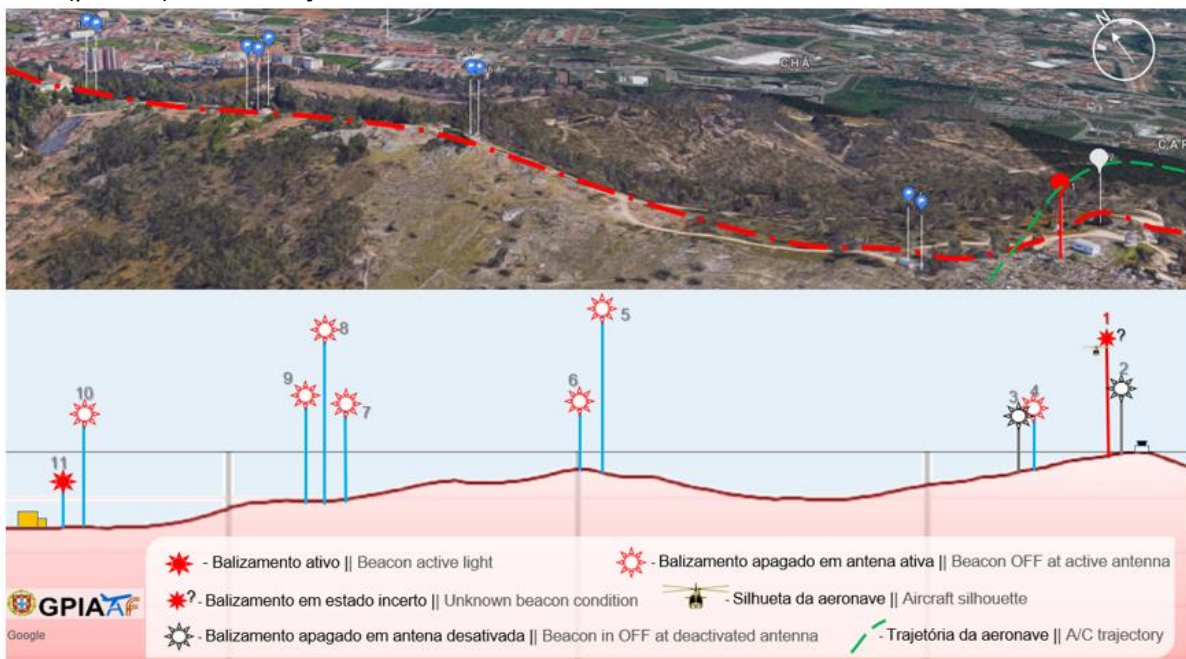 N
CHÃ
CAR
1
1
?
2
3
4
5
6
7
8
9
10
11
- Balizamento ativo || Beacon active light
- Balizamento apagado em antena ativa || Beacon OFF at active antenna
? - Balizamento em estado incerto || Unknown beacon condition
- Silhueta da aeronave || Aircraft silhouette
- Balizamento apagado em antena desativada || Beacon in OFF at deactivated antenna
- Trajetória da aeronave || A/C trajectory
GPIAAF
Google